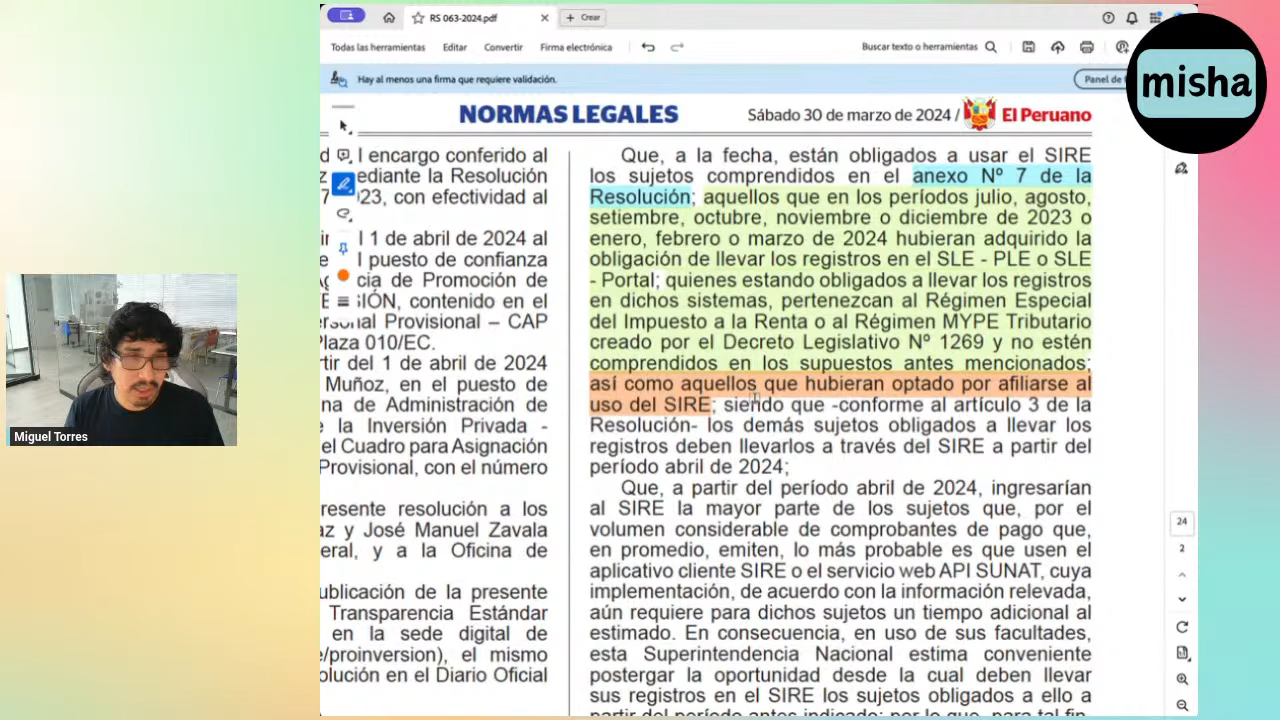 RS 063-2024.pdf
Crear
Todas las herramientas
Editar
Convertir
Firma electrónica
Buscar texto o herramientas
Hay al menos una firma que requiere validación.
Panel de
misha
NORMAS LEGALES
Sábado 30 de marzo de 2024 /
El Peruano
l encargo conferido al
ediante la Resolución
23, con efectividad al
l 1 de abril de 2024 al
l puesto de confianza
cia de Promoción de
IÓN, contenido en el
Provisional – CAP
Plaza 010/EC.
rtir del 1 de abril de 2024
Muñoz, en el puesto de
na de Administración de
la Inversión Privada -
el Cuadro para Asignación
Provisional, con el número
resente resolución a los
az y José Manuel Zavala
eral, y a la Oficina de
ublicación de la presente
Transparencia Estándar
en la sede digital de
e/proinversion), el mismo
olución en el Diario Oficial
Que, a la fecha, están obligados a usar el SIRE
los sujetos comprendidos en el anexo Nº 7 de la
Resolución; aquellos que en los períodos julio, agosto,
setiembre, octubre, noviembre o diciembre de 2023 o
enero, febrero o marzo de 2024 hubieran adquirido la
obligación de llevar los registros en el SLE - PLE o SLE
- Portal; quienes estando obligados a llevar los registros
en dichos sistemas, pertenezcan al Régimen Especial
del Impuesto a la Renta o al Régimen MYPE Tributario
creado por el Decreto Legislativo Nº 1269 y no estén
comprendidos en los supuestos antes mencionados;
así como aquellos que hubieran optado por afiliarse al
uso del SIRE; siendo que -conforme al artículo 3 de la
Resolución- los demás sujetos obligados a llevar los
registros deben llevarlos a través del SIRE a partir del
período abril de 2024;
Que, a partir del período abril de 2024, ingresarían
al SIRE la mayor parte de los sujetos que, por el
volumen considerable de comprobantes de pago que,
en promedio, emiten, lo más probable es que usen el
aplicativo cliente SIRE o el servicio web API SUNAT, cuya
implementación, de acuerdo con la información relevada,
aún requiere para dichos sujetos un tiempo adicional al
estimado. En consecuencia, en uso de sus facultades,
esta Superintendencia Nacional estima conveniente
postergar la oportunidad desde la cual deben llevar
sus registros en el SIRE los sujetos obligados a ello a
partir del período antes indicado; por lo que, para tal fin,
24
2
Miguel Torres